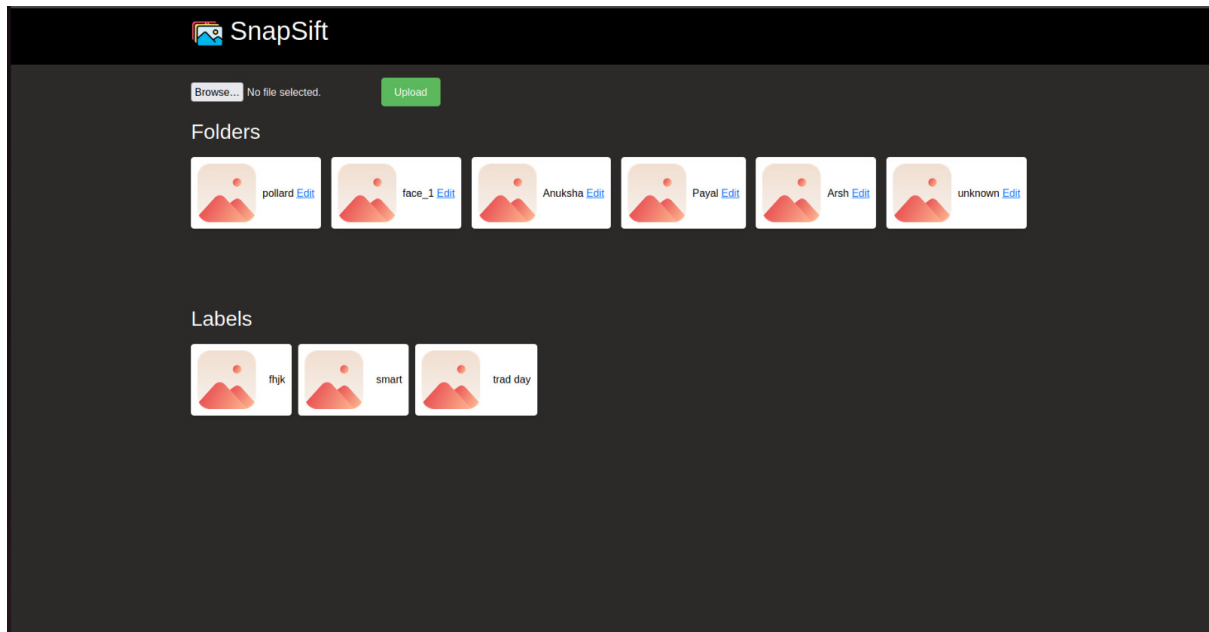 SnapSift
Browse... No file selected. Upload
Folders
pollard Edit face_1 Edit Anuksha Edit Payal Edit Arsh Edit unknown Edit
Labels
fhjk smart trad day